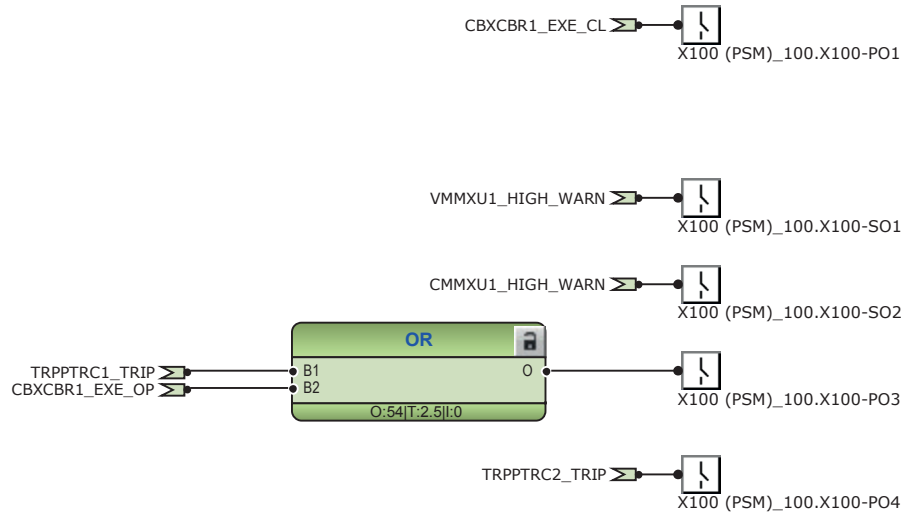 CBXCBR1_EXE_CL
X100 (PSM)_100.X100-PO1
VMMXU1_HIGH_WARN
X100 (PSM)_100.X100-SO1
CMMXU1_HIGH_WARN
X100 (PSM)_100.X100-SO2
OR
TRPPTRC1_TRIP
B1
O
CBXCBR1_EXE_OP
B2
X100 (PSM)_100.X100-PO3
O:54|T:2.5|I:0
TRPPTRC2_TRIP
X100 (PSM)_100.X100-PO4